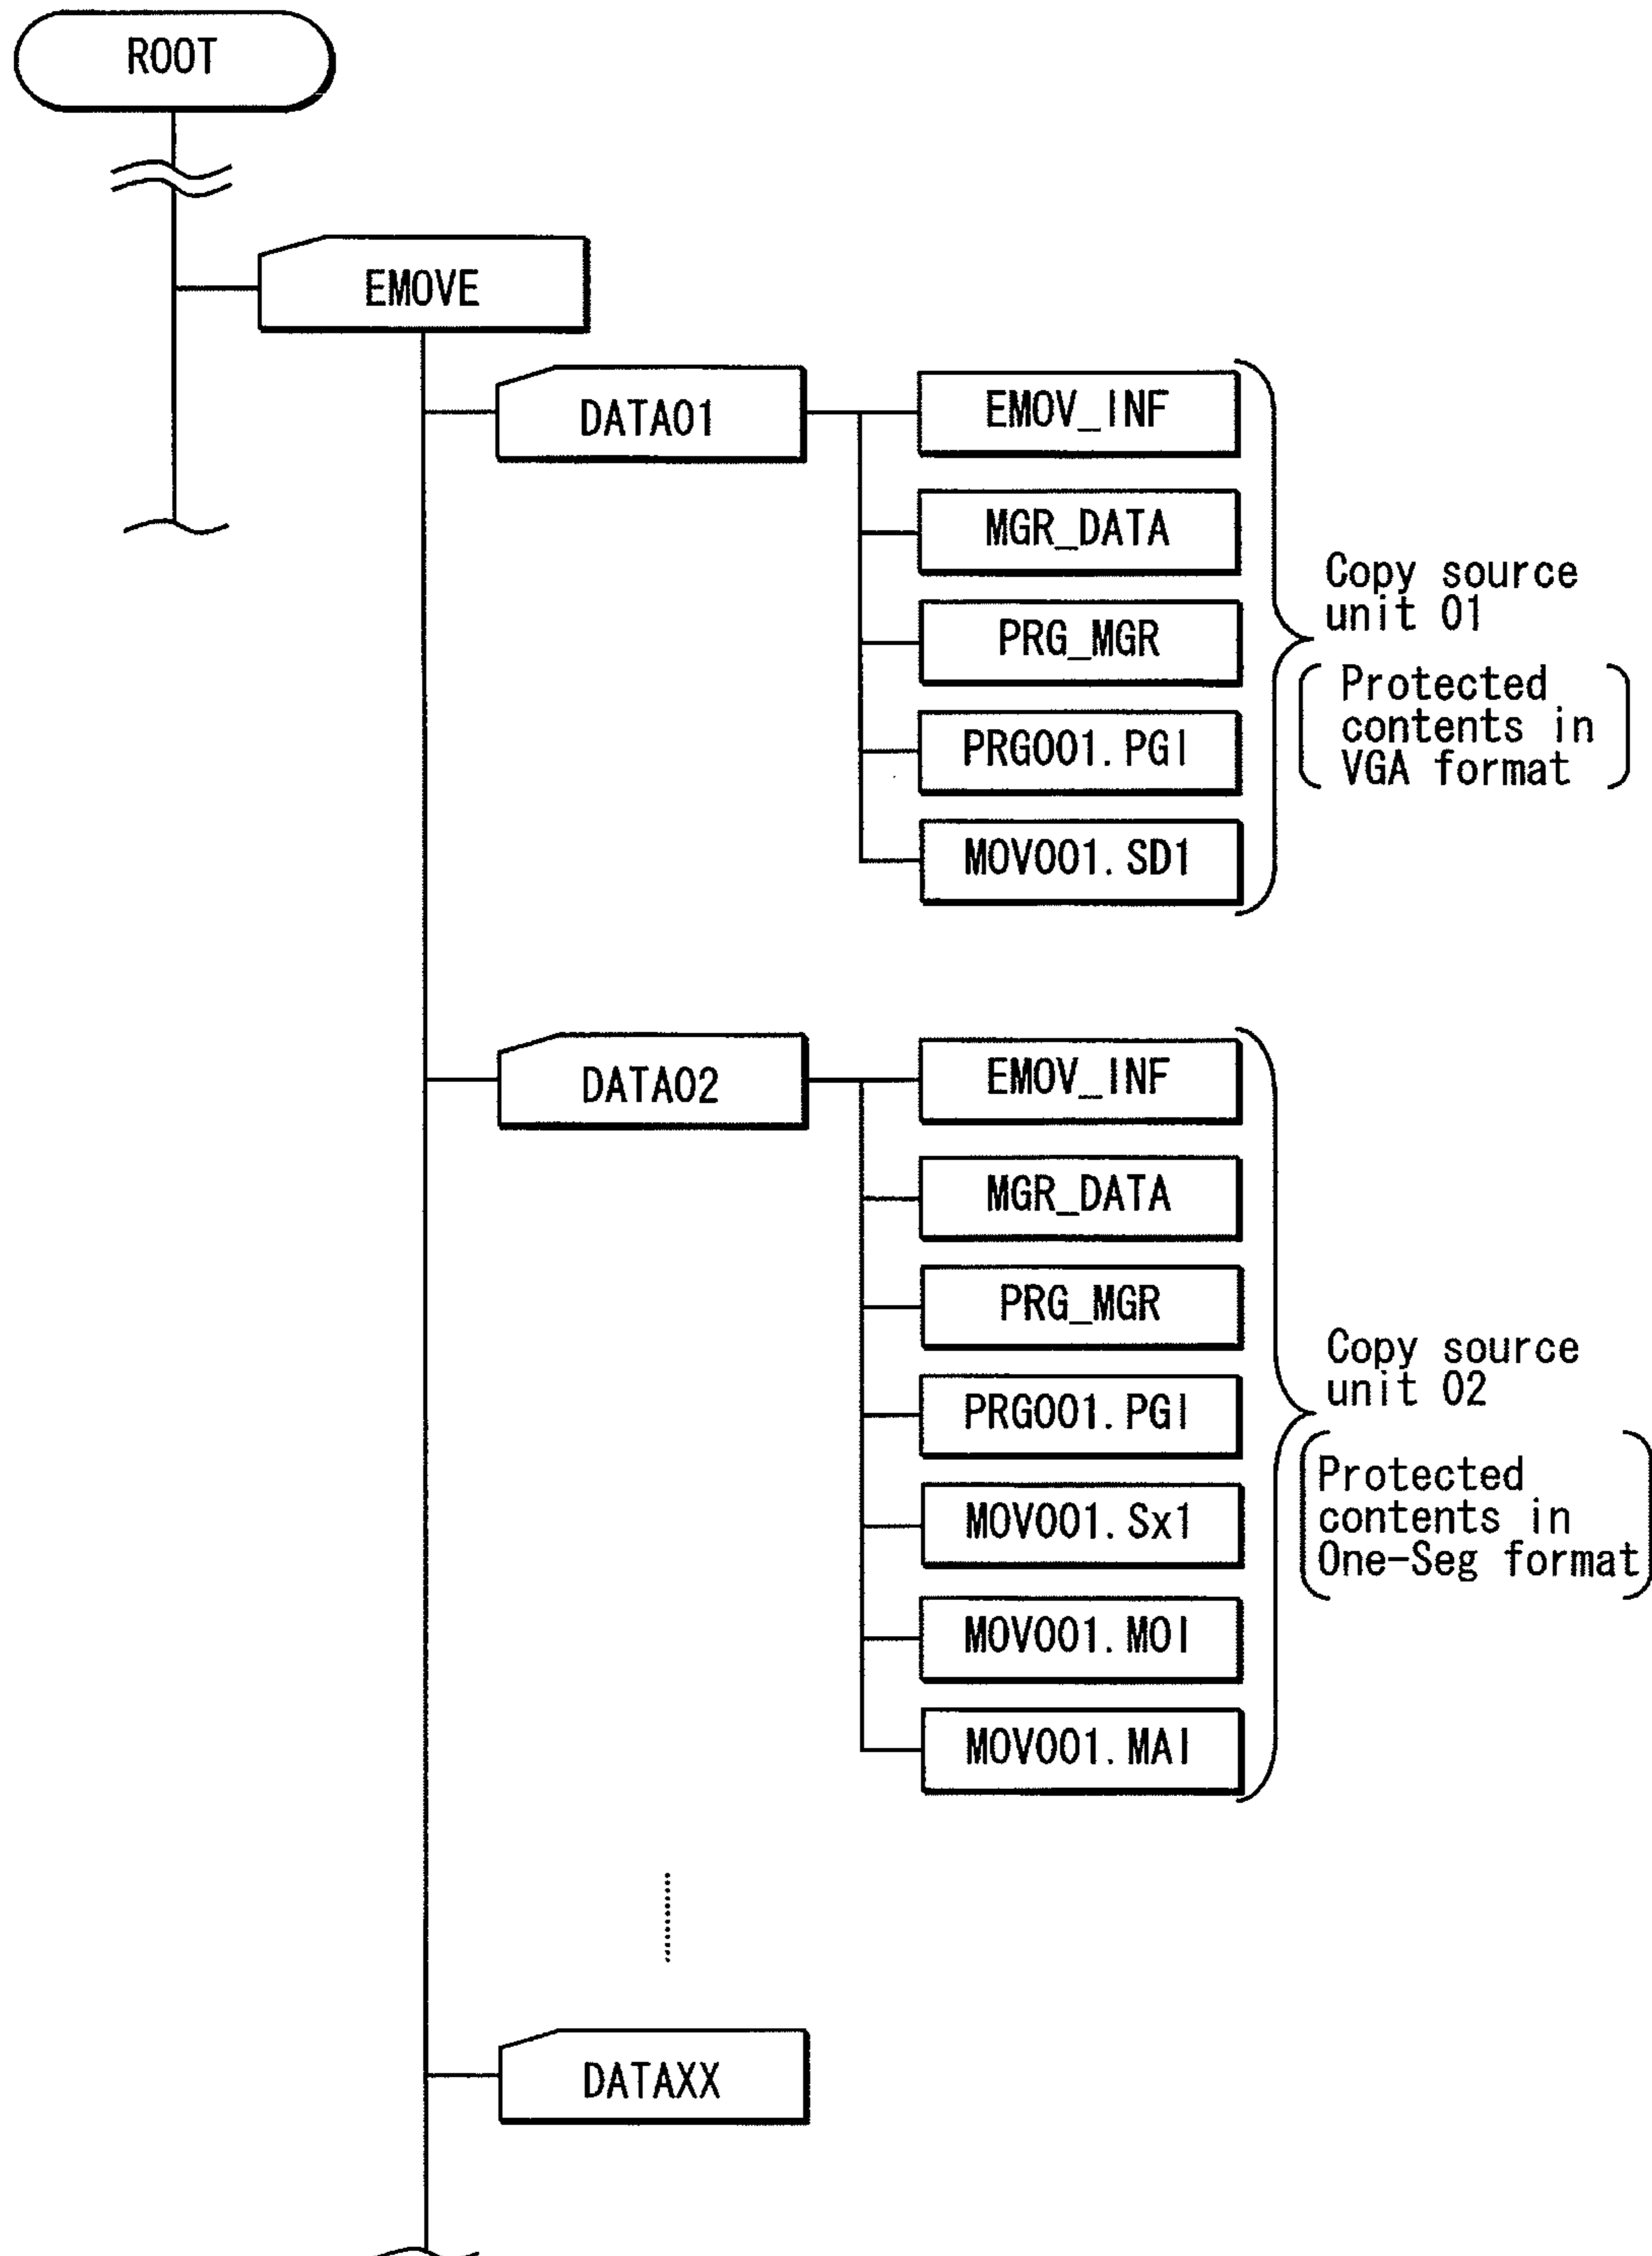 ROOT
EMOVE
DATA01
EMOV_INF
MGR_DATA
PRG_MGR
PRG001.PGI
MOV001.SD1
Copy source
unit 01
Protected
contents in
VGA format
DATA02
EMOV_INF
MGR_DATA
PRG_MGR
PRG001.PGI
MOV001.Sx1
MOV001.MOI
MOV001.MAI
Copy source
unit 02
Protected
contents in
One-Seg format
DATAXX